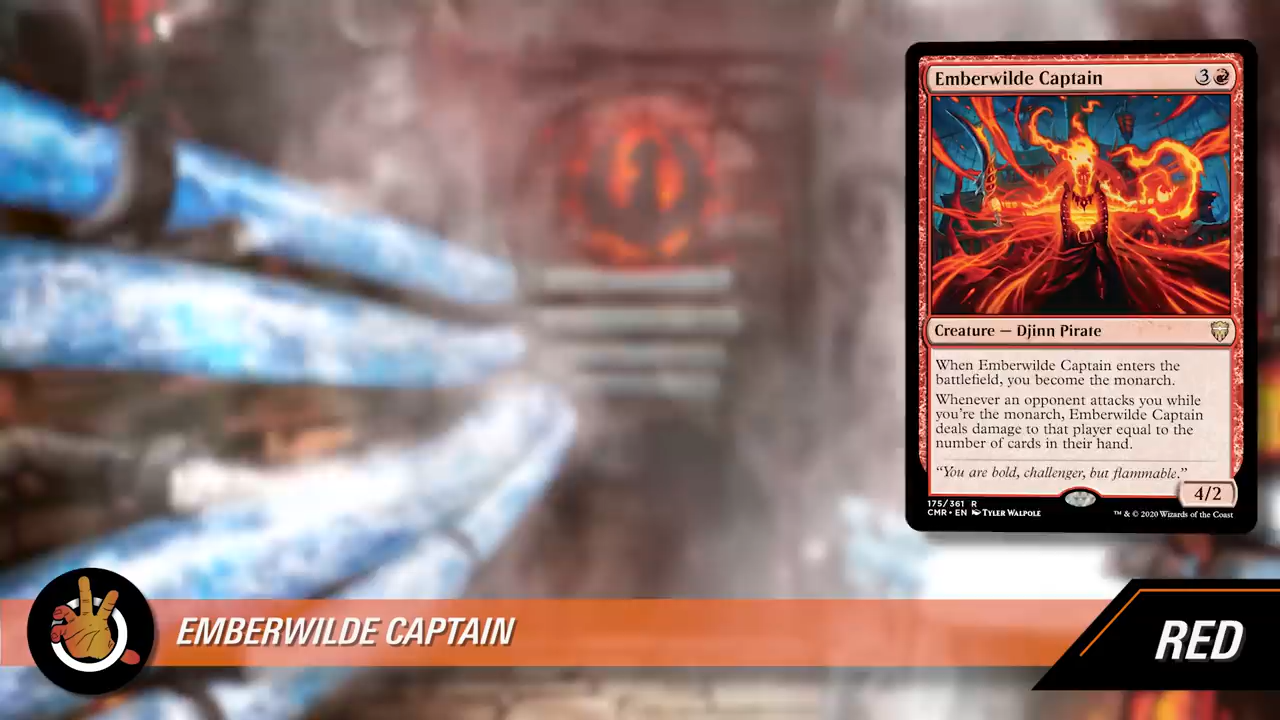 Emberwilde Captain 3
Creature — Djinn Pirate
When Emberwilde Captain enters the
battlefield, you become the monarch.
Whenever an opponent attacks you while
you're the monarch, Emberwilde Captain
deals damage to that player equal to the
number of cards in their hand.
"You are bold, challenger, but flammable."
4/2
175/361 R
CMR • EN Tyler Walpole
™ & © 2020 Wizards of the Coast
EMBERWILDE CAPTAIN
RED